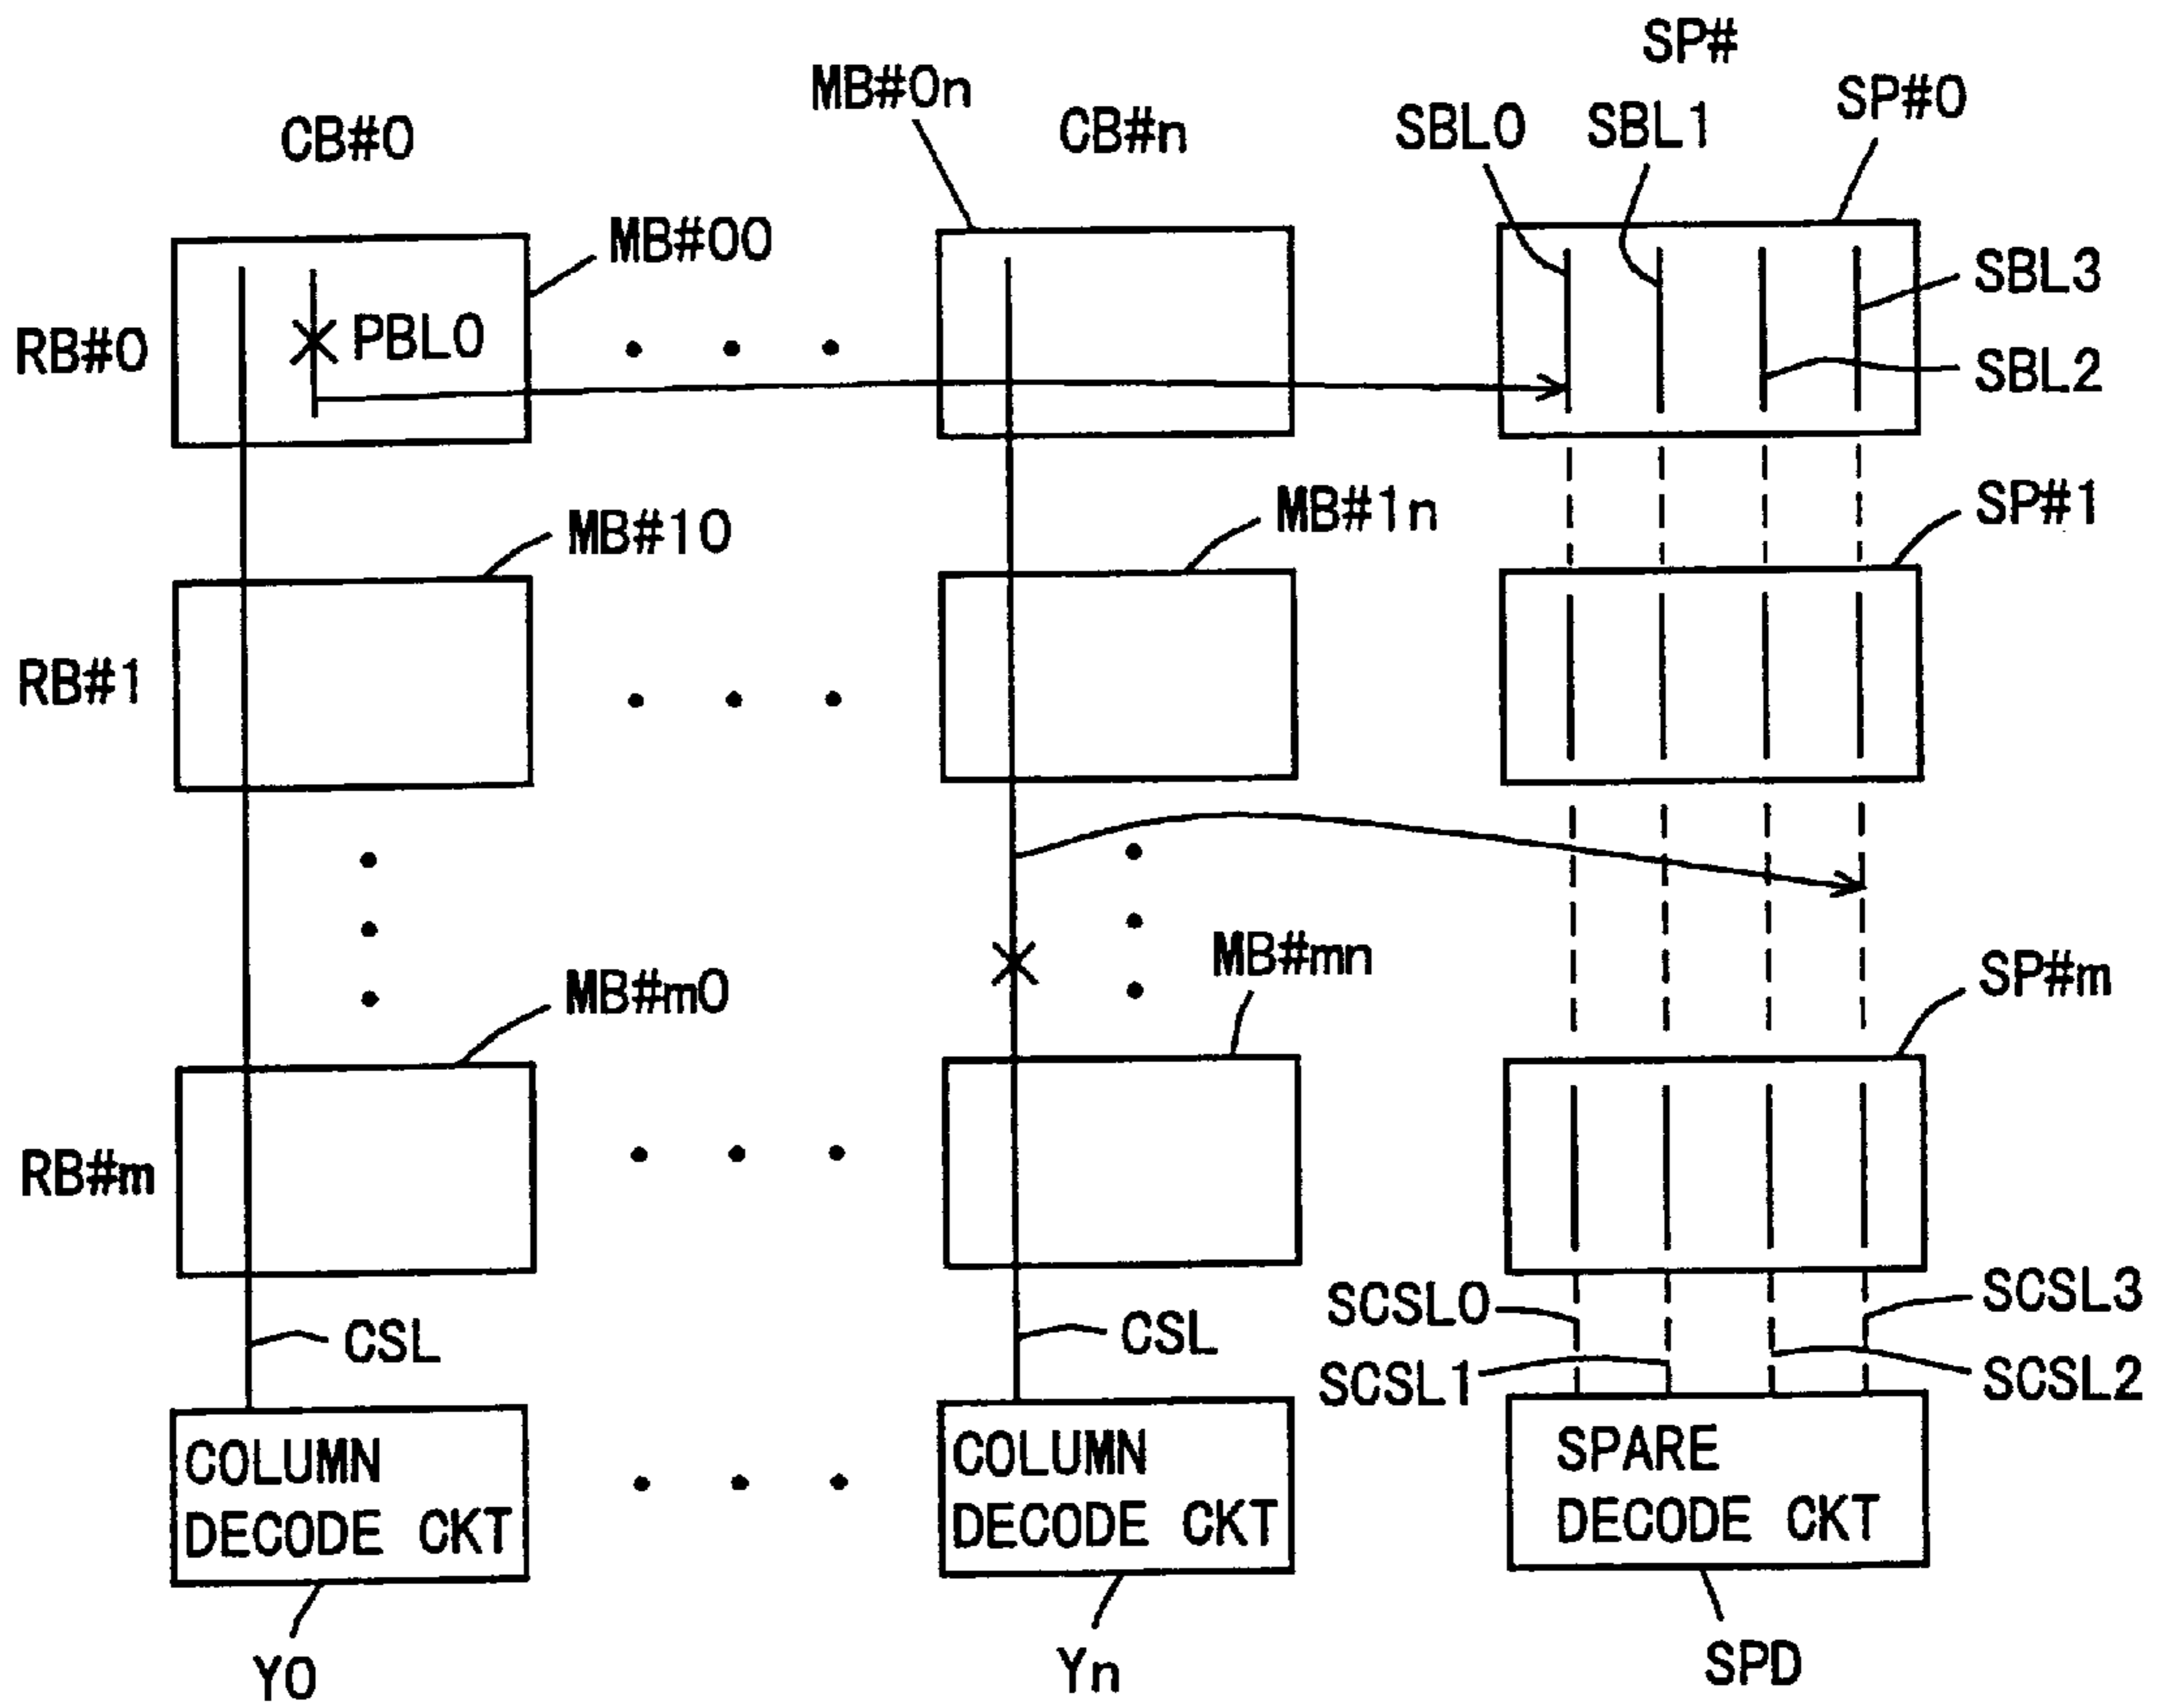 SP#
MB#0n
SP#0
CB#0
CB#n
SBL0
SBL1
MB#00
SBL3
RB#0
PBL0
SBL2
MB#10
MB#1n
SP#1
RB#1
MB#m0
MB#mn
SP#m
RB#m
SCSL0
SCSL3
CSL
CSL
SCSL1
SCSL2
COLUMN
DECODE CKT
COLUMN
DECODE CKT
SPARE
DECODE CKT
Y0
Yn
SPD